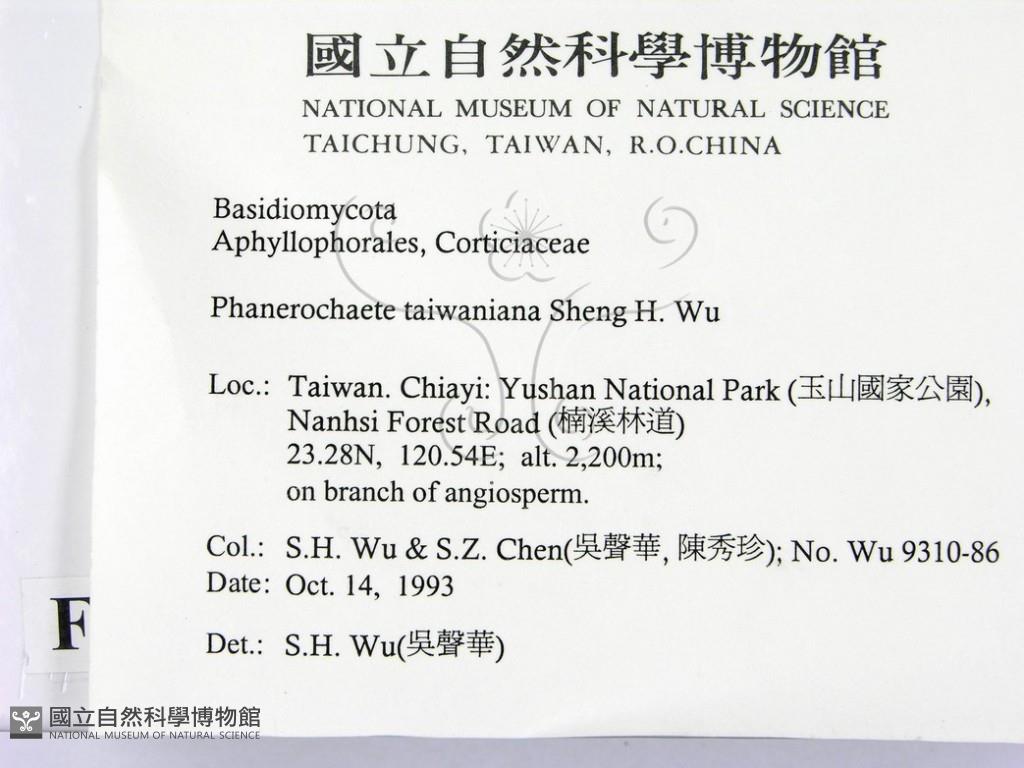 國立自然科學博物館
NATIONAL MUSEUM OF NATURAL SCIENCE
TAICHUNG, TAIWAN, R.O.CHINA
Basidiomycota
Aphyllophorales, Corticiaceae
Phanerochaete taiwaniana Sheng H. Wu
Loc.: Taiwan. Chiayi: Yushan National Park (玉山國家公園),
Nanhsi Forest Road (楠溪林道)
23.28N, 120.54E; alt. 2,200m;
on branch of angiosperm.
Col.: S.H. Wu & S.Z. Chen(吳聲華, 陳秀珍); No. Wu 9310-86
Date: Oct. 14, 1993
Det.: S.H. Wu(吳聲華)
F
國立自然科學博物館
NATIONAL MUSEUM OF NATURAL SCIENCE